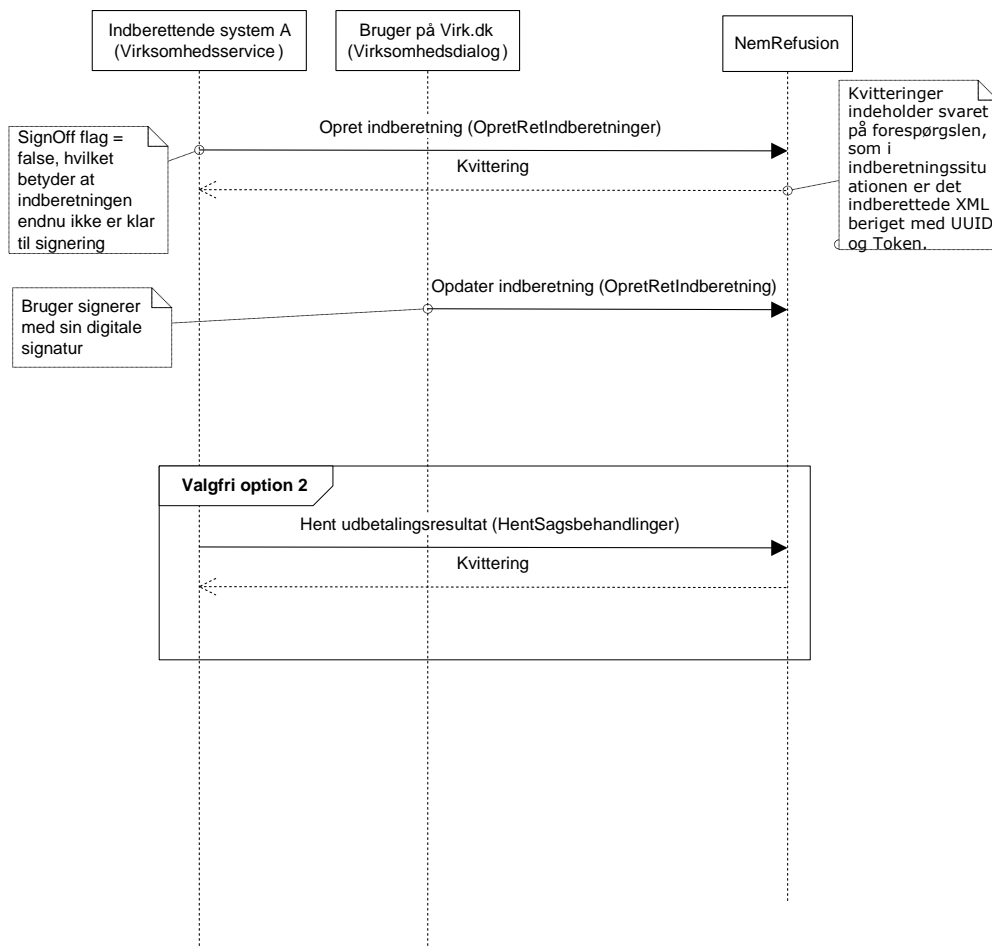 Indberettende system A
(Virksomhedsservice)
Bruger på Virk.dk
(Virksomhedsdialog)
NemRefusion
SignOff flag =
false, hvilket
betyder at
indberetningen
endnu ikke er klar
til signering
Opret indberetning (OpretRetIndberetninger)
Kvittering
Kvitteringer
indeholder svaret
på forespørgslen,
som i
indberetningssitu
ationen er det
indberettede XML
beriget med UUID
og Token.
Opdater indberetning (OpretRetIndberetning)
Bruger signerer
med sin digitale
signatur
Valgfri option 2
Hent udbetalingsresultat (HentSagsbehandlinger)
Kvittering